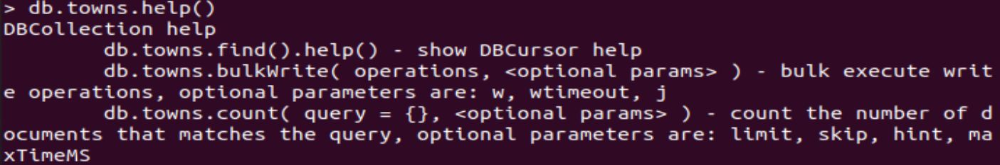 > db.towns.help()
DBCollection help
        db.towns.find().help() - show DBCursor help
        db.towns.bulkWrite( operations, <optional params> ) - bulk execute writ
e operations, optional parameters are: w, wtimeout, j
        db.towns.count( query = {}, <optional params> ) - count the number of d
ocuments that matches the query, optional parameters are: limit, skip, hint, ma
xTimeMS